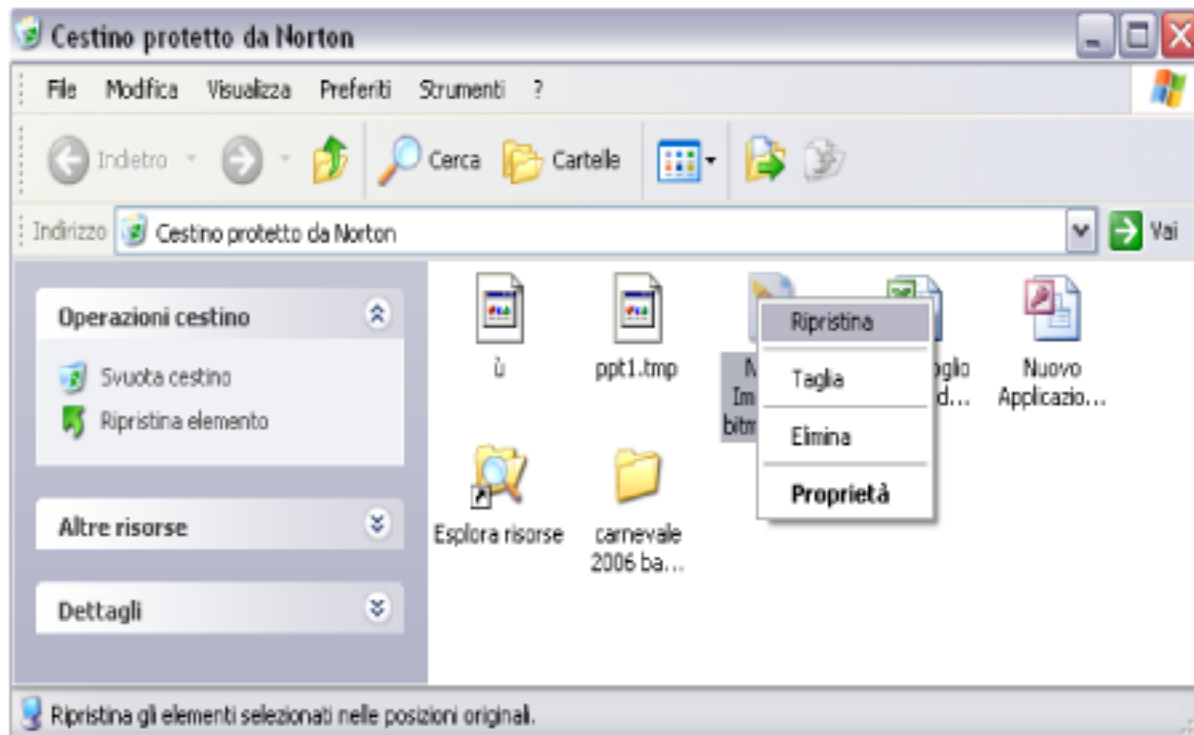 Cestino protetto da Norton
File Modifica Visualizza Preferiti Strumenti ?
Indietro Cerca Cartelle
Indirizzo Cestino protetto da Norton Vai
Operazioni cestino
Svuota cestino
Ripristina elemento
Altre risorse
Dettagli
ù
ppt1.tmp
Nuovo
Applicazio...
Esplora risorse
carnevale
2006 ba...
Ripristina
Taglia
Elimina
Proprietà
Ripristina gli elementi selezionati nelle posizioni originali.